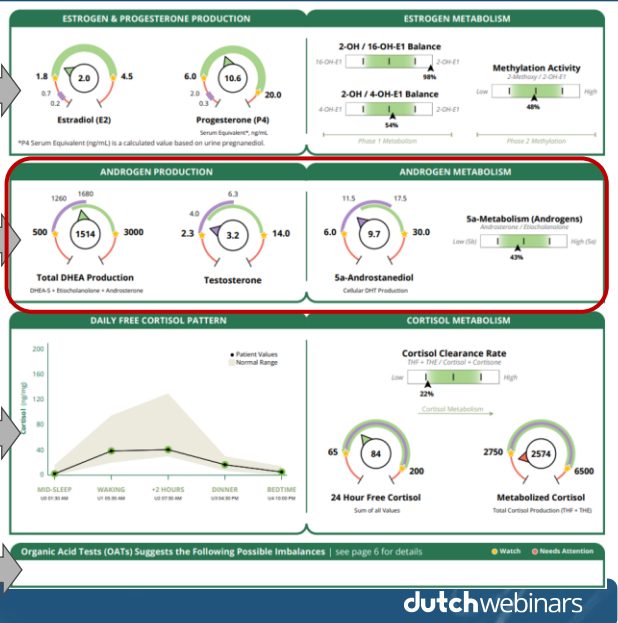 ESTROGEN & PROGESTERONE PRODUCTION
1.8
2.0
4.5
0.7
0.2
Estradiol (E2)
6.0
10.6
20.0
2.0
0.3
Progesterone (P4)
Serum Equivalent*, ng/mL
*P4 Serum Equivalent (ng/mL) is a calculated value based on urine pregnanediol.
ESTROGEN METABOLISM
2-OH / 16-OH-E1 Balance
16-OH-E1
2-OH-E1
98%
2-OH / 4-OH-E1 Balance
4-OH-E1
2-OH-E1
54%
Phase 1 Metabolism
Methylation Activity
2-Methoxy / 2-OH-E1
Low
High
48%
Phase 2 Methylation
ANDROGEN PRODUCTION
1260
1680
500
1514
3000
Total DHEA Production
DHEA-S + Etiocholanolone + Androsterone
6.3
4.0
2.3
3.2
14.0
Testosterone
ANDROGEN METABOLISM
11.5
17.5
6.0
9.7
30.0
5a-Androstanediol
Cellular DHT Production
5a-Metabolism (Androgens)
Androsterone / Etiocholanolone
Low (5b)
High (5a)
43%
DAILY FREE CORTISOL PATTERN
Cortisol (ng/mg)
200
160
120
80
40
0
Patient Values
Normal Range
MID-SLEEP
WAKING
+2 HOURS
DINNER
BEDTIME
U0 01:30 AM
U1 05:30 AM
U2 07:30 AM
U3 04:30 PM
U4 10:00 PM
CORTISOL METABOLISM
Cortisol Clearance Rate
THF + THE / Cortisol + Cortisone
Low
High
22%
Cortisol Metabolism
65
84
200
24 Hour Free Cortisol
Sum of all Values
2750
2574
6500
Metabolized Cortisol
Total Cortisol Production (THF + THE)
Organic Acid Tests (OATs) Suggests the Following Possible Imbalances | see page 6 for details
Watch
Needs Attention
dutchwebinars